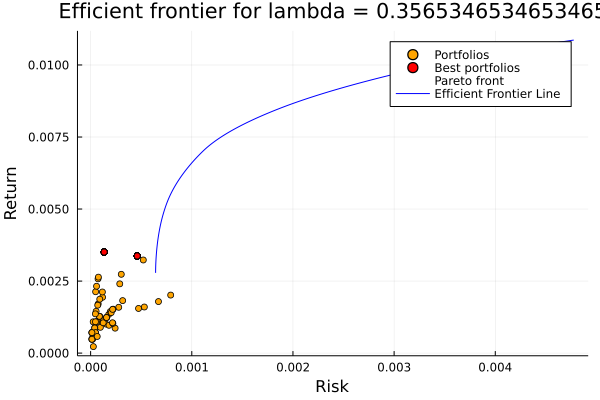 Efficient frontier for lambda = 0.3565346534653465
Portfolios
Best portfolios
Pareto front
Efficient Frontier Line
Return
0.0100
0.0075
0.0050
0.0025
0.0000
0.000
0.001
0.002
0.003
0.004
Risk